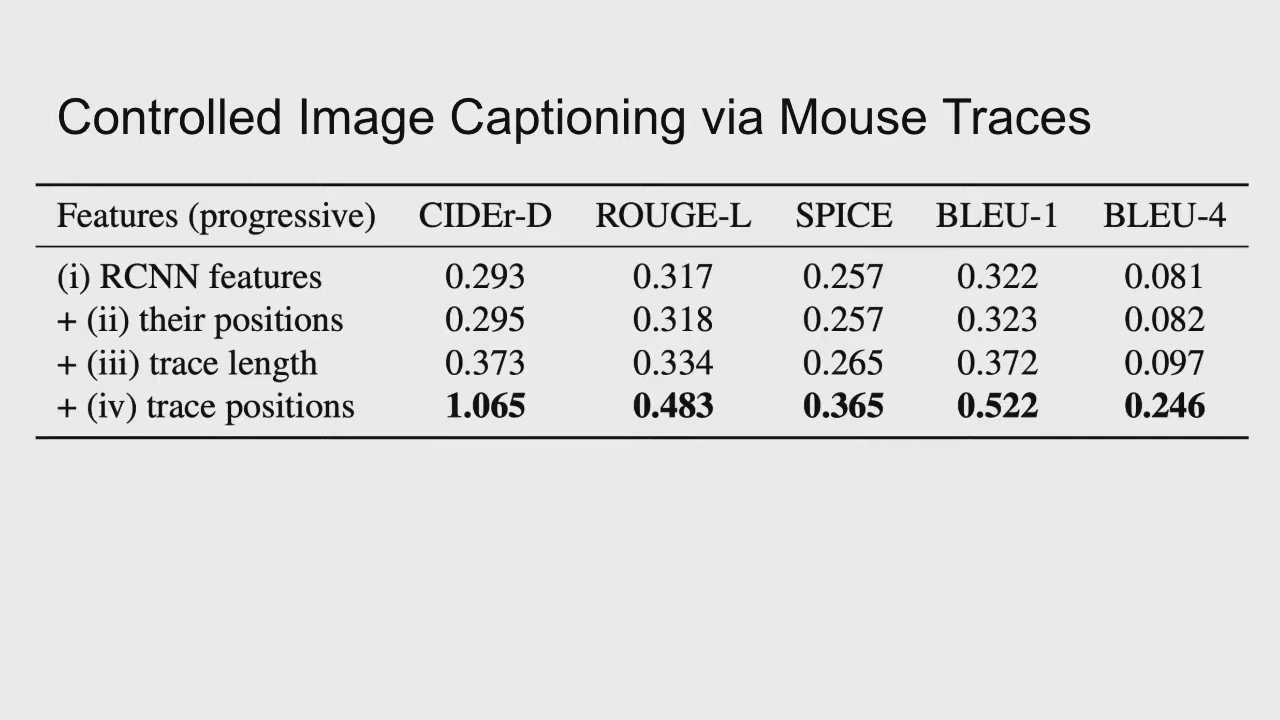 Controlled Image Captioning via Mouse Traces
Features (progressive) CIDEr-D ROUGE-L SPICE BLEU-1 BLEU-4
(i) RCNN features 0.293 0.317 0.257 0.322 0.081
+ (ii) their positions 0.295 0.318 0.257 0.323 0.082
+ (iii) trace length 0.373 0.334 0.265 0.372 0.097
+ (iv) trace positions 1.065 0.483 0.365 0.522 0.246